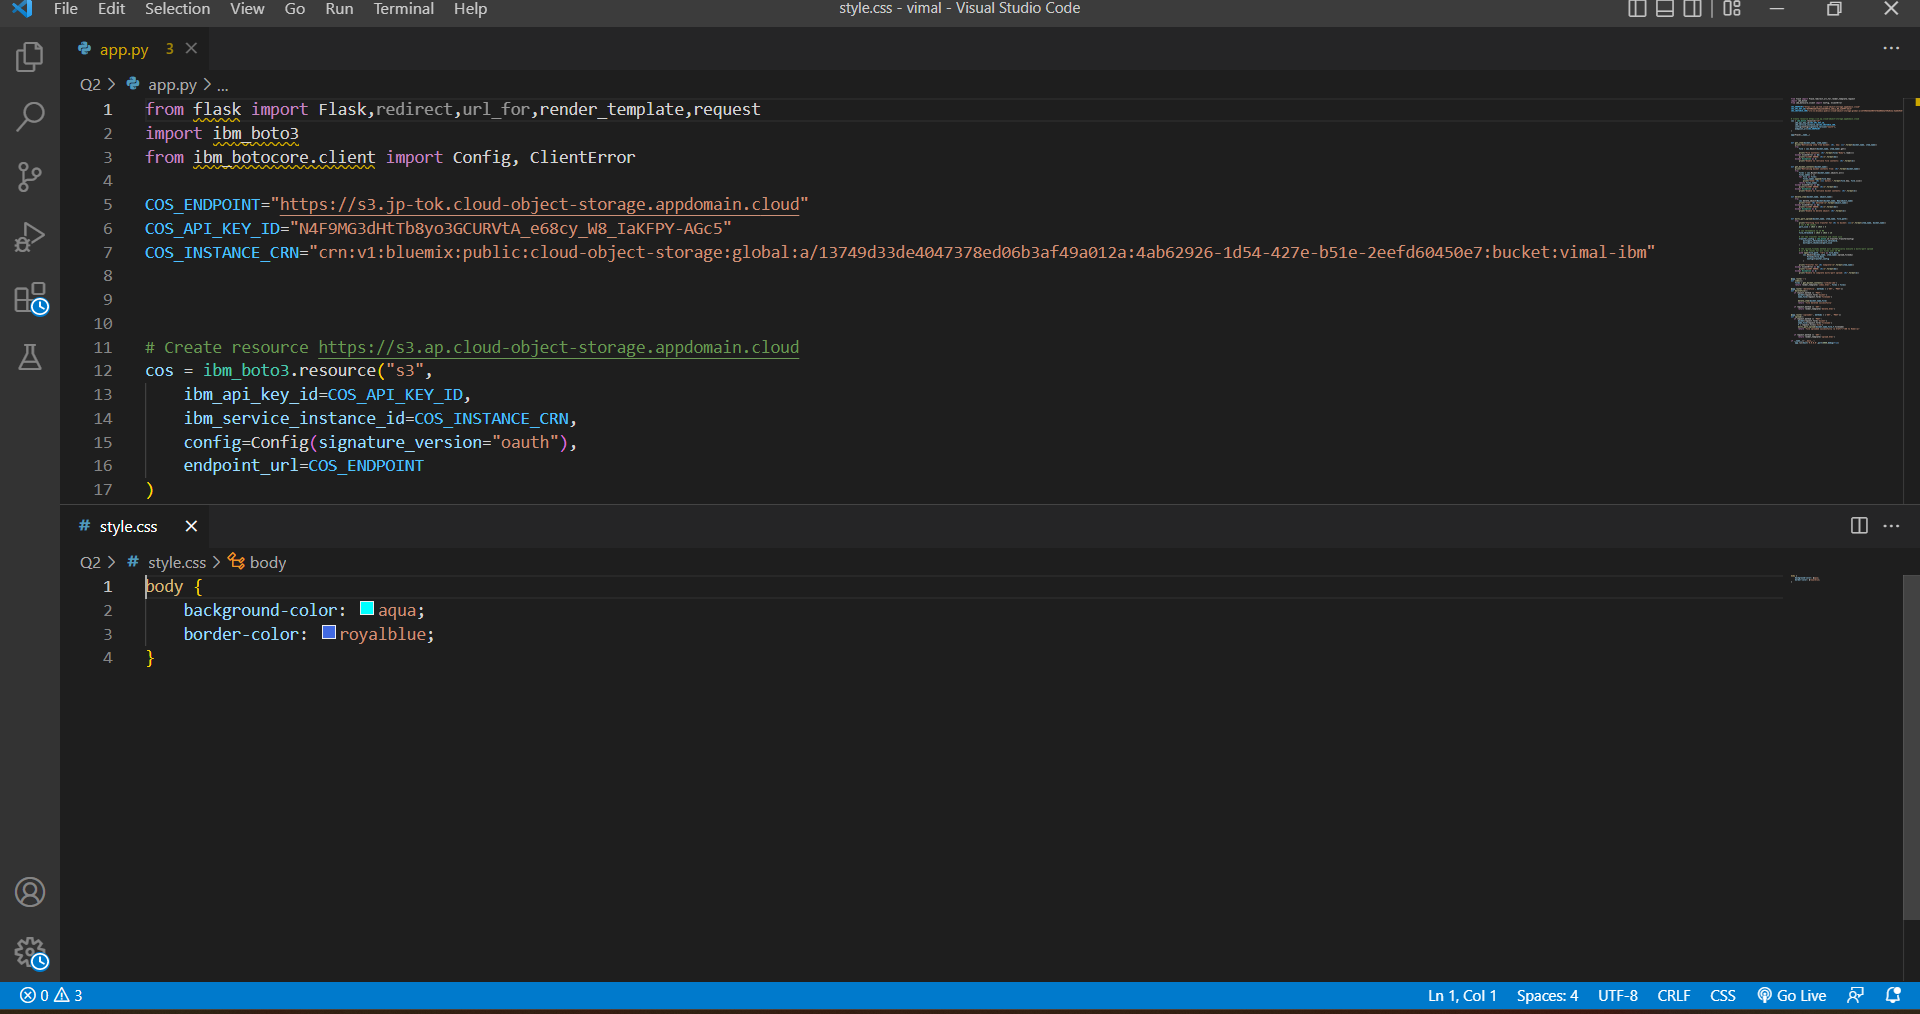 File Edit Selection View Go Run Terminal Help
style.css - vimal - Visual Studio Code
app.py 3
Q2 > app.py > ...
1 from flask import Flask,redirect,url_for,render_template,request
2 import ibm_boto3
3 from ibm_botocore.client import Config, ClientError
4
5 COS_ENDPOINT="https://s3.jp-tok.cloud-object-storage.appdomain.cloud"
6 COS_API_KEY_ID="N4F9MG3dHtTb8yo3GCURVtA_e68cy_W8_IaKFPY-AGc5"
7 COS_INSTANCE_CRN="crn:v1:bluemix:public:cloud-object-storage:global:a/13749d33de4047378ed06b3af49a012a:4ab62926-1d54-427e-b51e-2eefd60450e7:bucket:vimal-ibm"
8
9
10
11 # Create resource https://s3.ap.cloud-object-storage.appdomain.cloud
12 cos = ibm_boto3.resource("s3",
13     ibm_api_key_id=COS_API_KEY_ID,
14     ibm_service_instance_id=COS_INSTANCE_CRN,
15     config=Config(signature_version="oauth"),
16     endpoint_url=COS_ENDPOINT
17 )
# style.css
Q2 > # style.css > body
1 body {
2     background-color: aqua;
3     border-color: royalblue;
4 }
0 3
Ln 1, Col 1 Spaces: 4 UTF-8 CRLF CSS Go Live